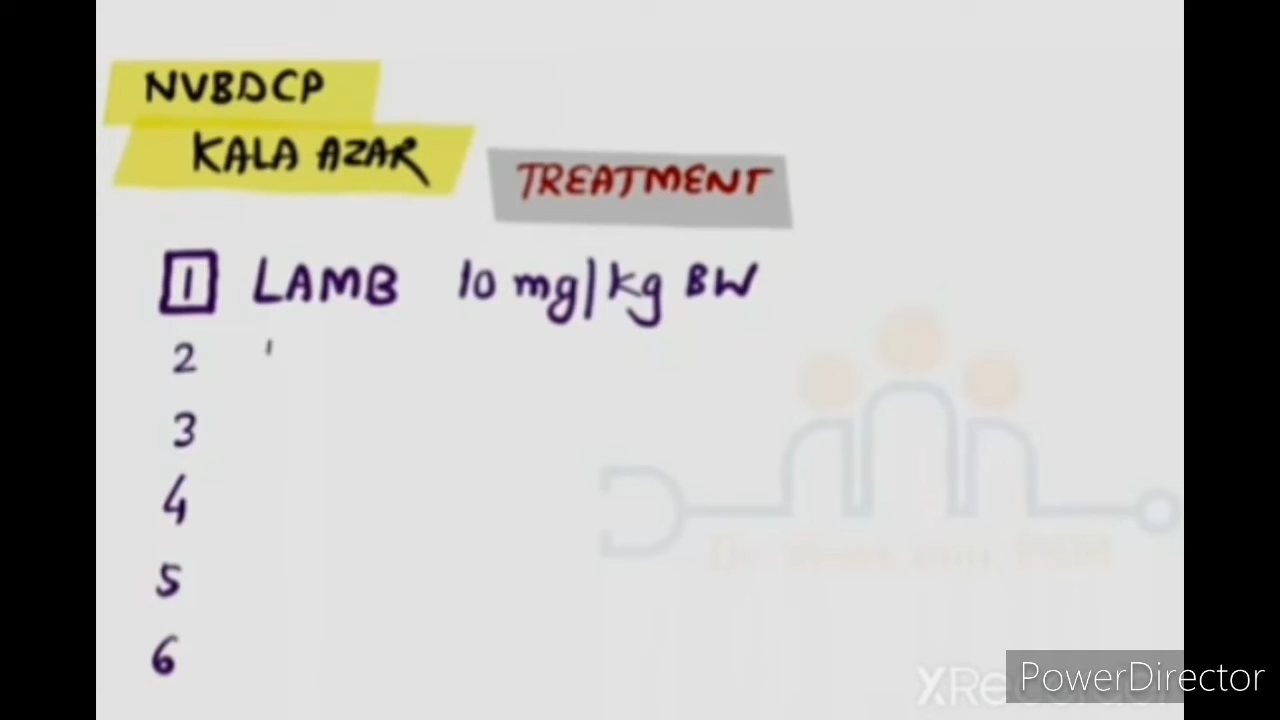 NVBDCP
KALA AZAR
TREATMENT
1 LAMB 10 mg/kg BW
2
3
4
5
6
PowerDirector